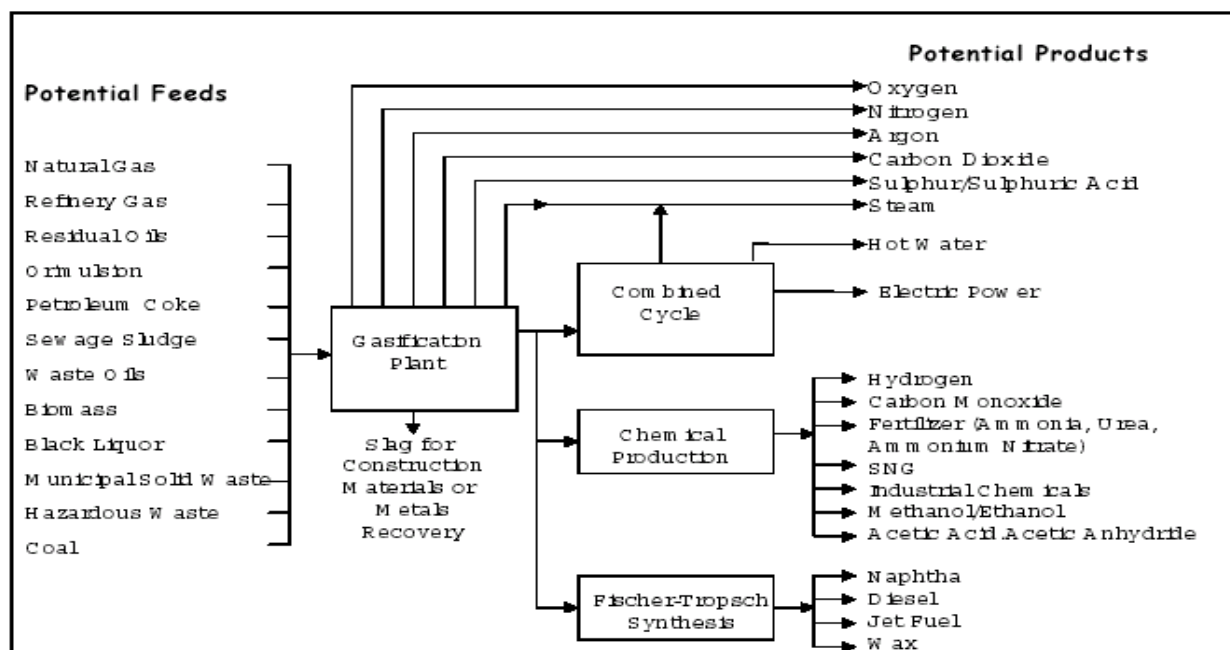 Potential Products
Potential Feeds
Oxygen
Nitrogen
Argon
Carbon Dioxide
Sulphur/Sulphuric Acid
Steam
Hot Water
Electric Power
Natural Gas
Refinery Gas
Residual Oils
Orimulsion
Petroleum Coke
Sewage Sludge
Waste Oils
Biomass
Black Liquor
Municipal Solid Waste
Hazardous Waste
Coal
Gasification
Plant
Slag for
Construction
Materials or
Metals
Recovery
Combined
Cycle
Chemical
Production
Fischer-Tropsch
Synthesis
Hydrogen
Carbon Monoxide
Fertilizer (Ammonia, Urea,
Ammonium Nitrate)
SNG
Industrial Chemicals
Methanol/Ethanol
Acetic Acid.Acetic Anhydride
Naphtha
Diesel
Jet Fuel
Wax